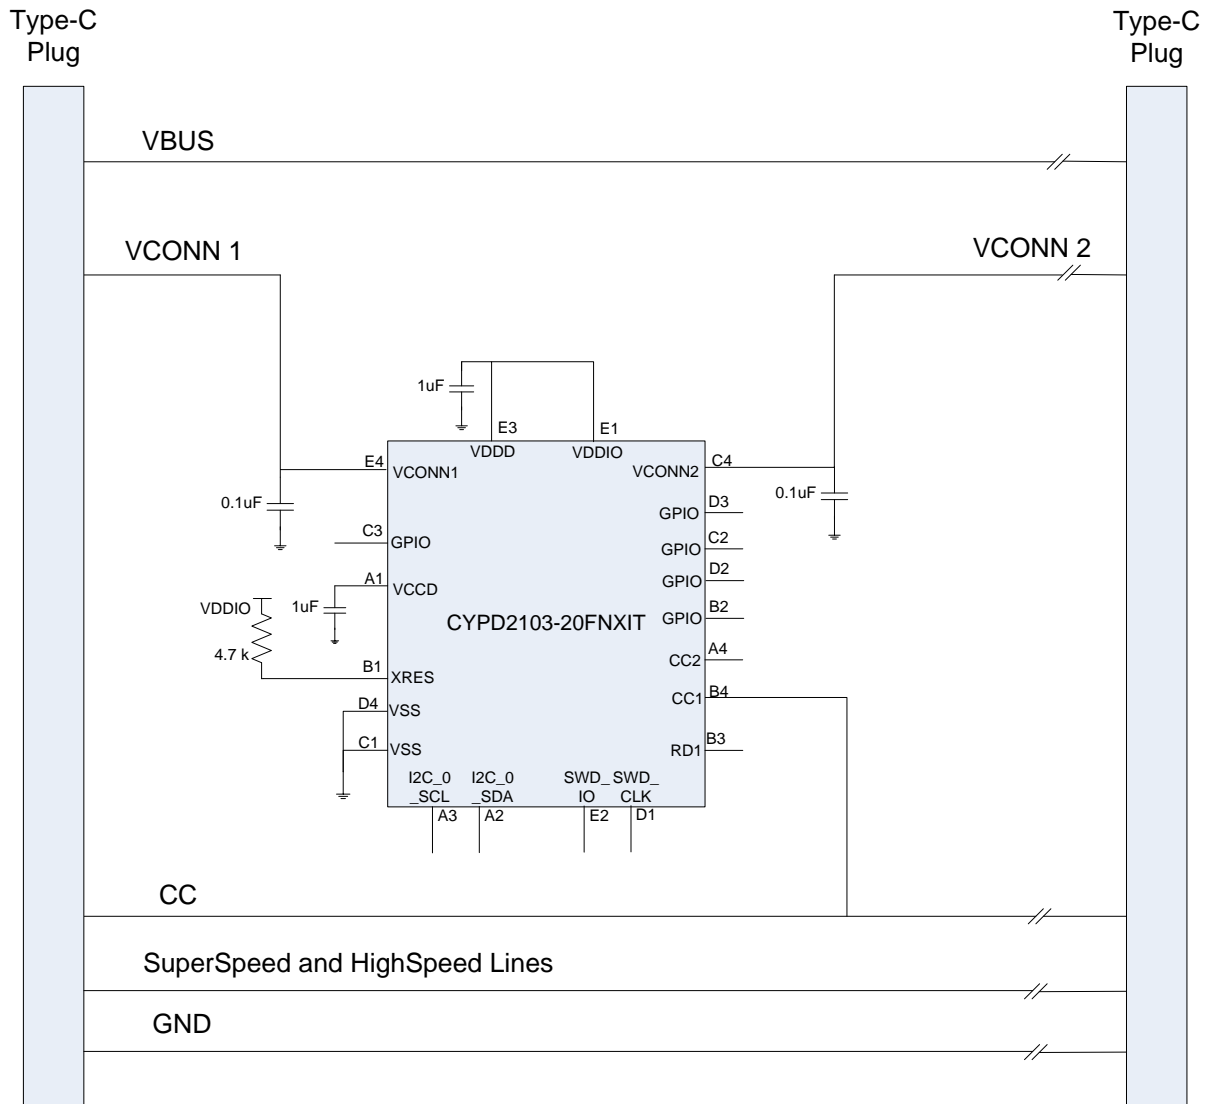 Type-C
Plug
Type-C
Plug
VBUS
VCONN 1
VCONN 2
1uF
E3
E1
VDDD
VDDIO
E4
VCONN1
VCONN2
C4
0.1uF
0.1uF
GPIO
D3
C3
GPIO
GPIO
C2
A1
VCCD
GPIO
D2
VDDIO
1uF
CYPD2103-20FNXIT
GPIO
B2
4.7 k
B1
XRES
CC2
A4
D4
VSS
CC1
B4
C1
VSS
RD1
B3
I2C_0
_SCL
I2C_0
_SDA
SWD_
IO
SWD_
CLK
A3
A2
E2
D1
CC
SuperSpeed and HighSpeed Lines
GND